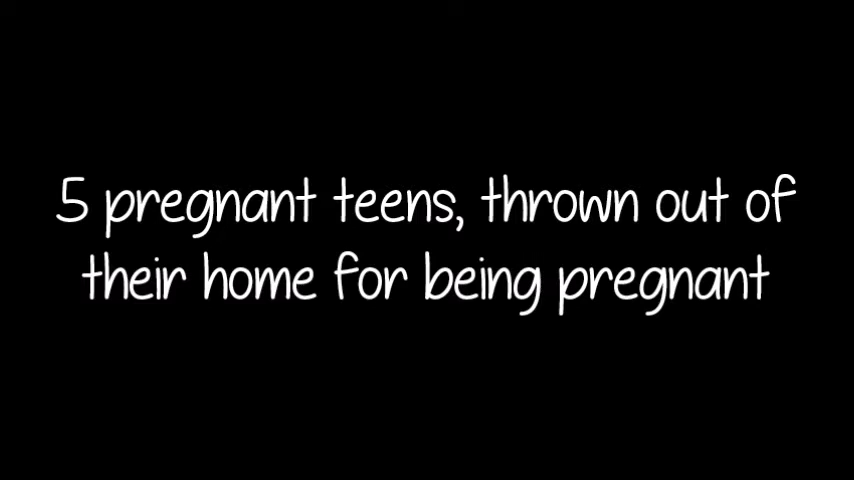 5 pregnant teens, thrown out of
their home for being pregnant